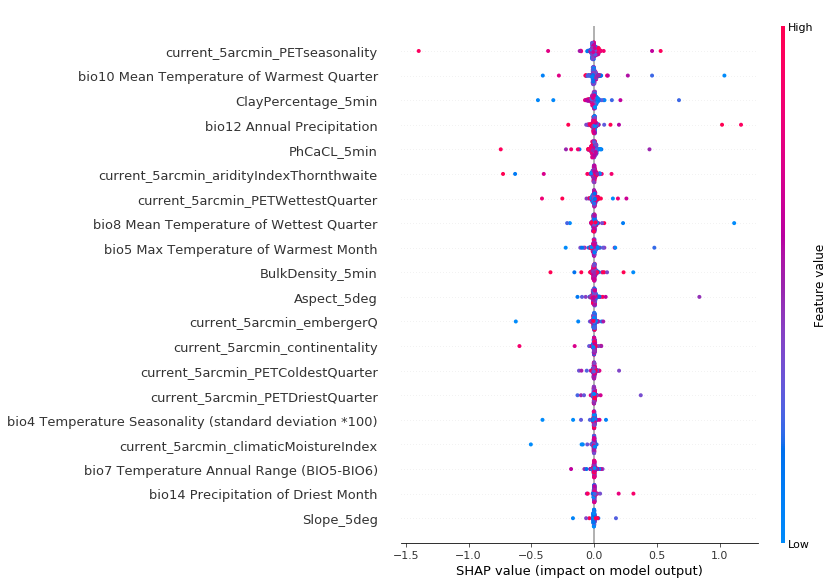 High
current_5arcmin_PETseasonality
bio10 Mean Temperature of Warmest Quarter
ClayPercentage_5min
bio12 Annual Precipitation
PhCaCL_5min
current_5arcmin_aridityIndexThornthwaite
current_5arcmin_PETWettestQuarter
bio8 Mean Temperature of Wettest Quarter
bio5 Max Temperature of Warmest Month
BulkDensity_5min
Aspect_5deg
current_5arcmin_embergerQ
current_5arcmin_continentality
current_5arcmin_PETColdestQuarter
current_5arcmin_PETDriestQuarter
bio4 Temperature Seasonality (standard deviation *100)
current_5arcmin_climaticMoistureIndex
bio7 Temperature Annual Range (BIO5-BIO6)
bio14 Precipitation of Driest Month
Slope_5deg
Feature value
Low
−1.5 −1.0 −0.5 0.0 0.5 1.0
SHAP value (impact on model output)